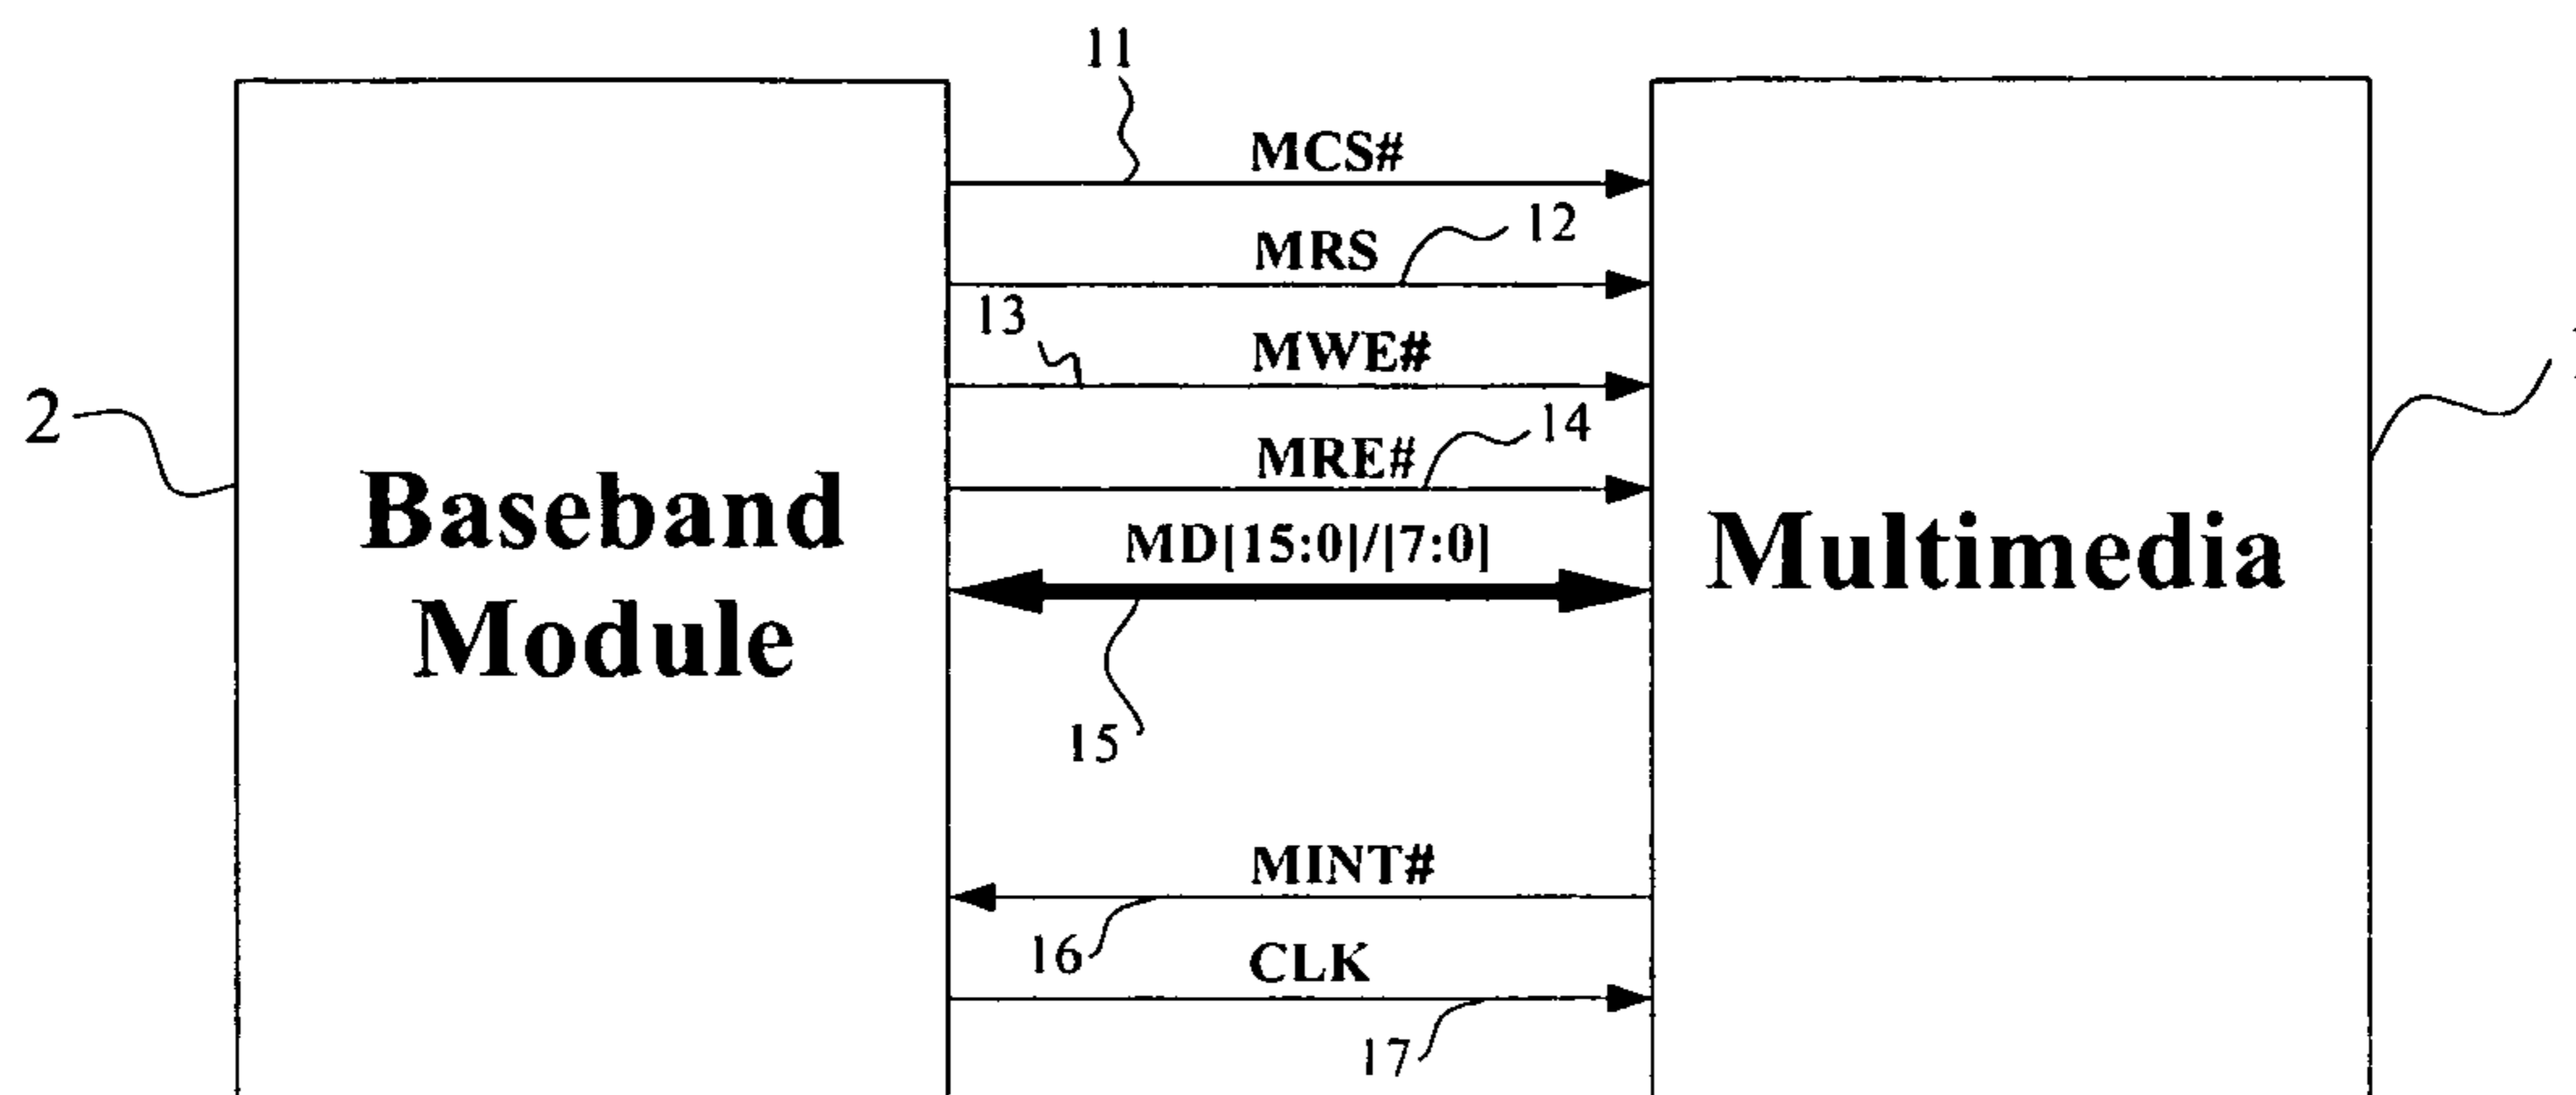 11
MCS#
MRS
12
13
MWE#
2
MRE#
14
Baseband
Module
MD[15:0]/[7:0]
Multimedia
15
MINT#
16
CLK
17